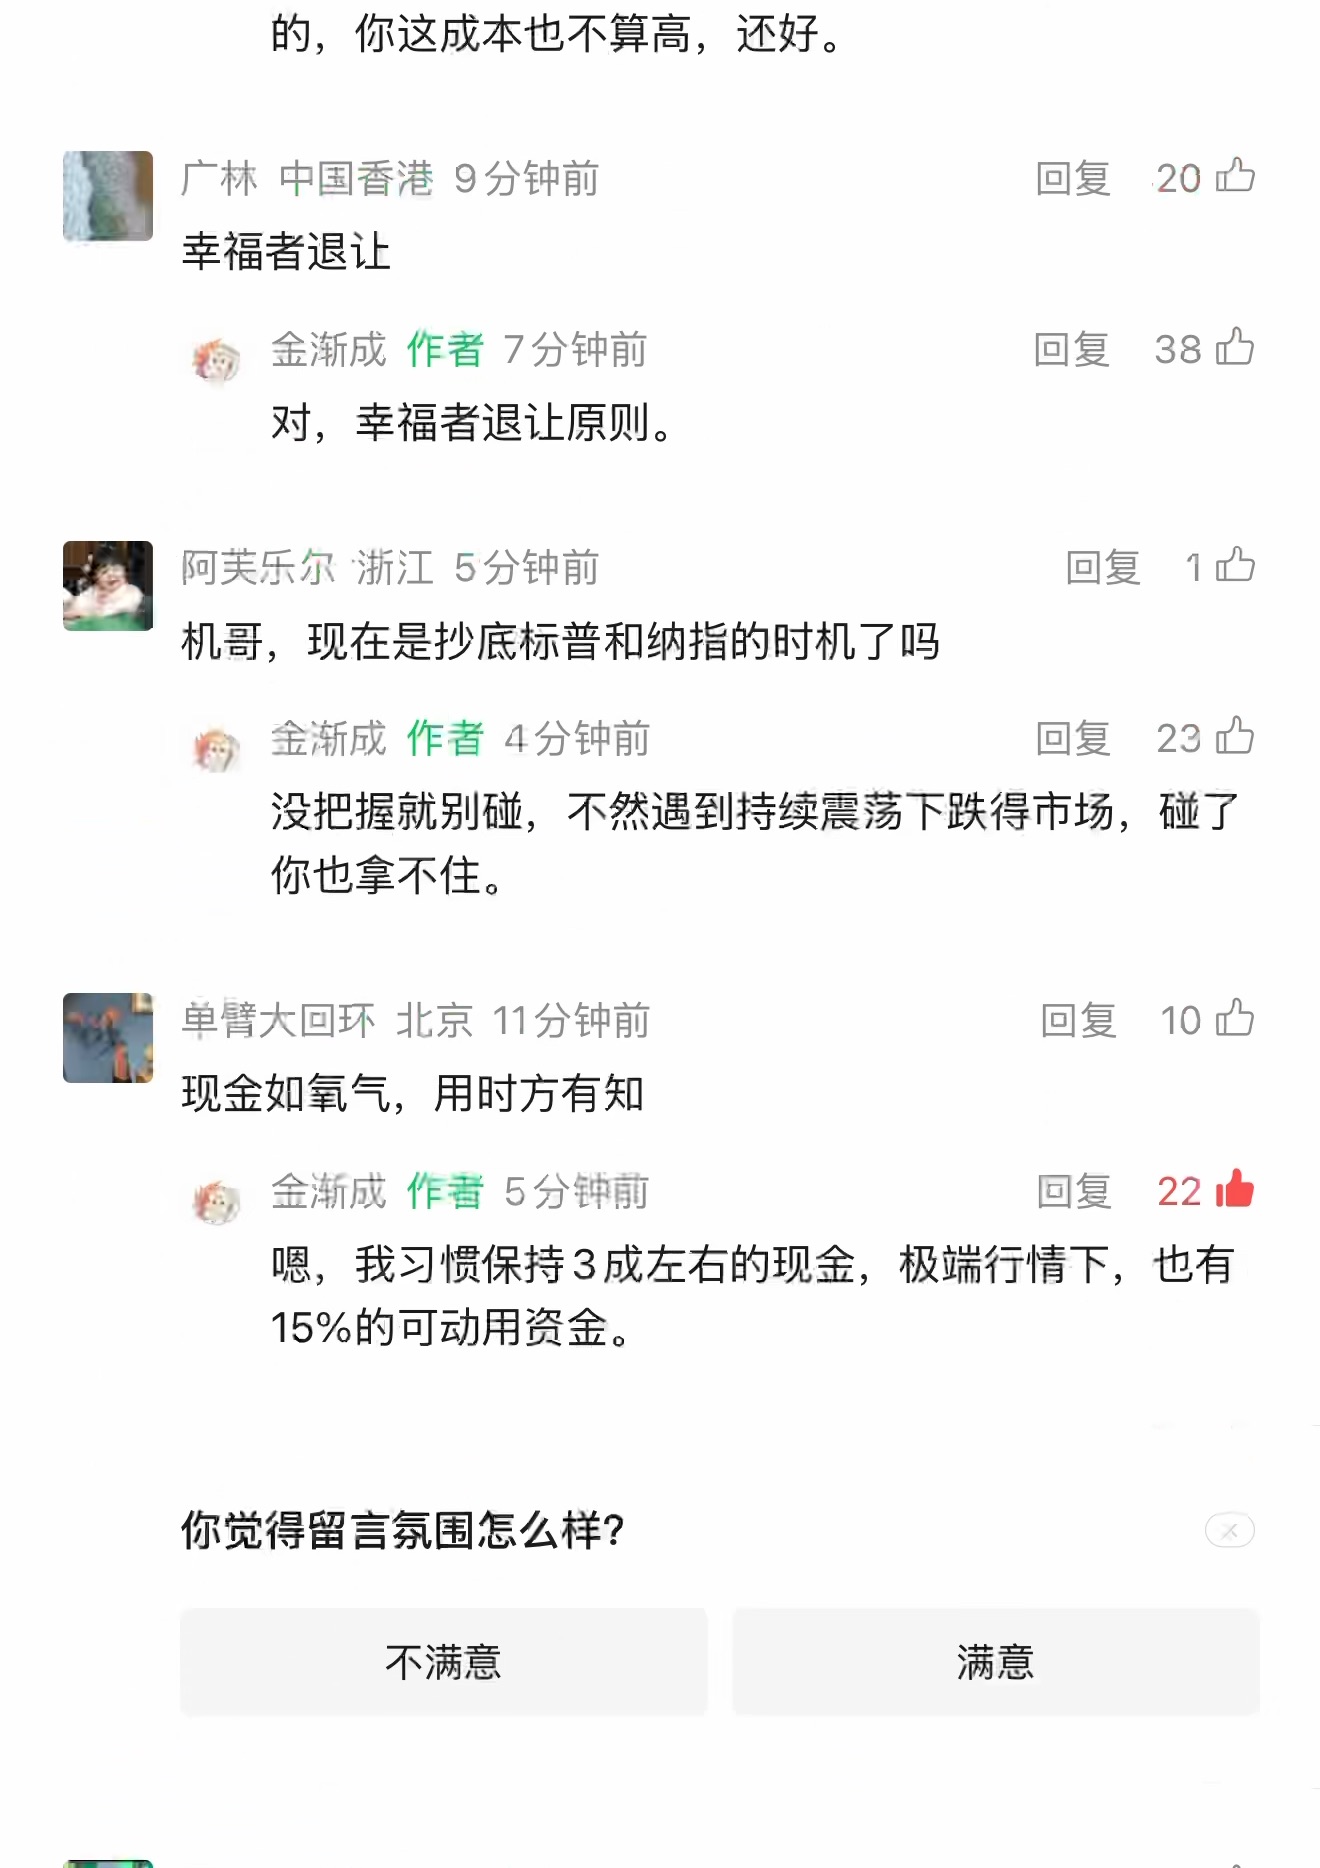 的，你这成本也不算高，还好。
广林 中国香港 9分钟前 回复 20
幸福者退让
金渐成 作者 7分钟前 回复 38
对，幸福者退让原则。
阿芙乐尔 浙江 5分钟前 回复 1
机哥，现在是抄底标普和纳指的时机了吗
金渐成 作者 4分钟前 回复 23
没把握就别碰，不然遇到持续震荡下跌得市场，碰了
你也拿不住。
单臂大回环 北京 11分钟前 回复 10
现金如氧气，用时方有知
金渐成 作者 5分钟前 回复 22
嗯，我习惯保持3成左右的现金，极端行情下，也有
15%的可动用资金。
你觉得留言氛围怎么样？
不满意 满意